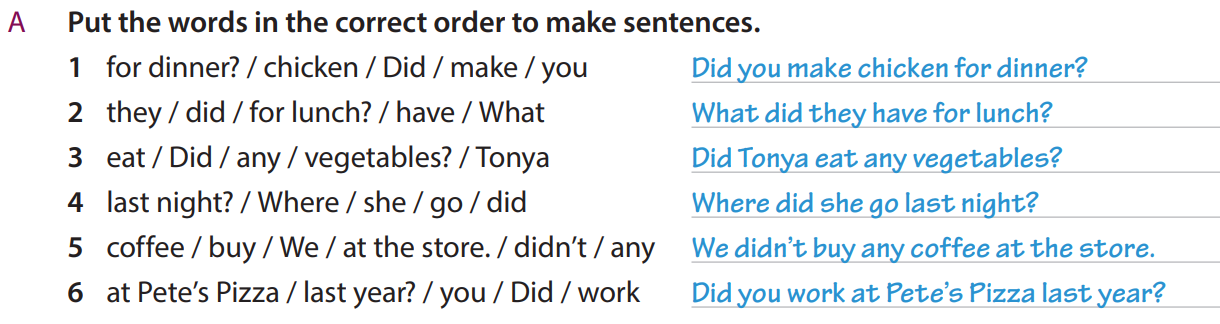 A Put the words in the correct order to make sentences.
1 for dinner? / chicken / Did / make / you Did you make chicken for dinner?
2 they / did / for lunch? / have / What What did they have for lunch?
3 eat / Did / any / vegetables? / Tonya Did Tonya eat any vegetables?
4 last night? / Where / she / go / did Where did she go last night?
5 coffee / buy / We / at the store. / didn’t / any We didn’t buy any coffee at the store.
6 at Pete’s Pizza / last year? / you / Did / work Did you work at Pete’s Pizza last year?